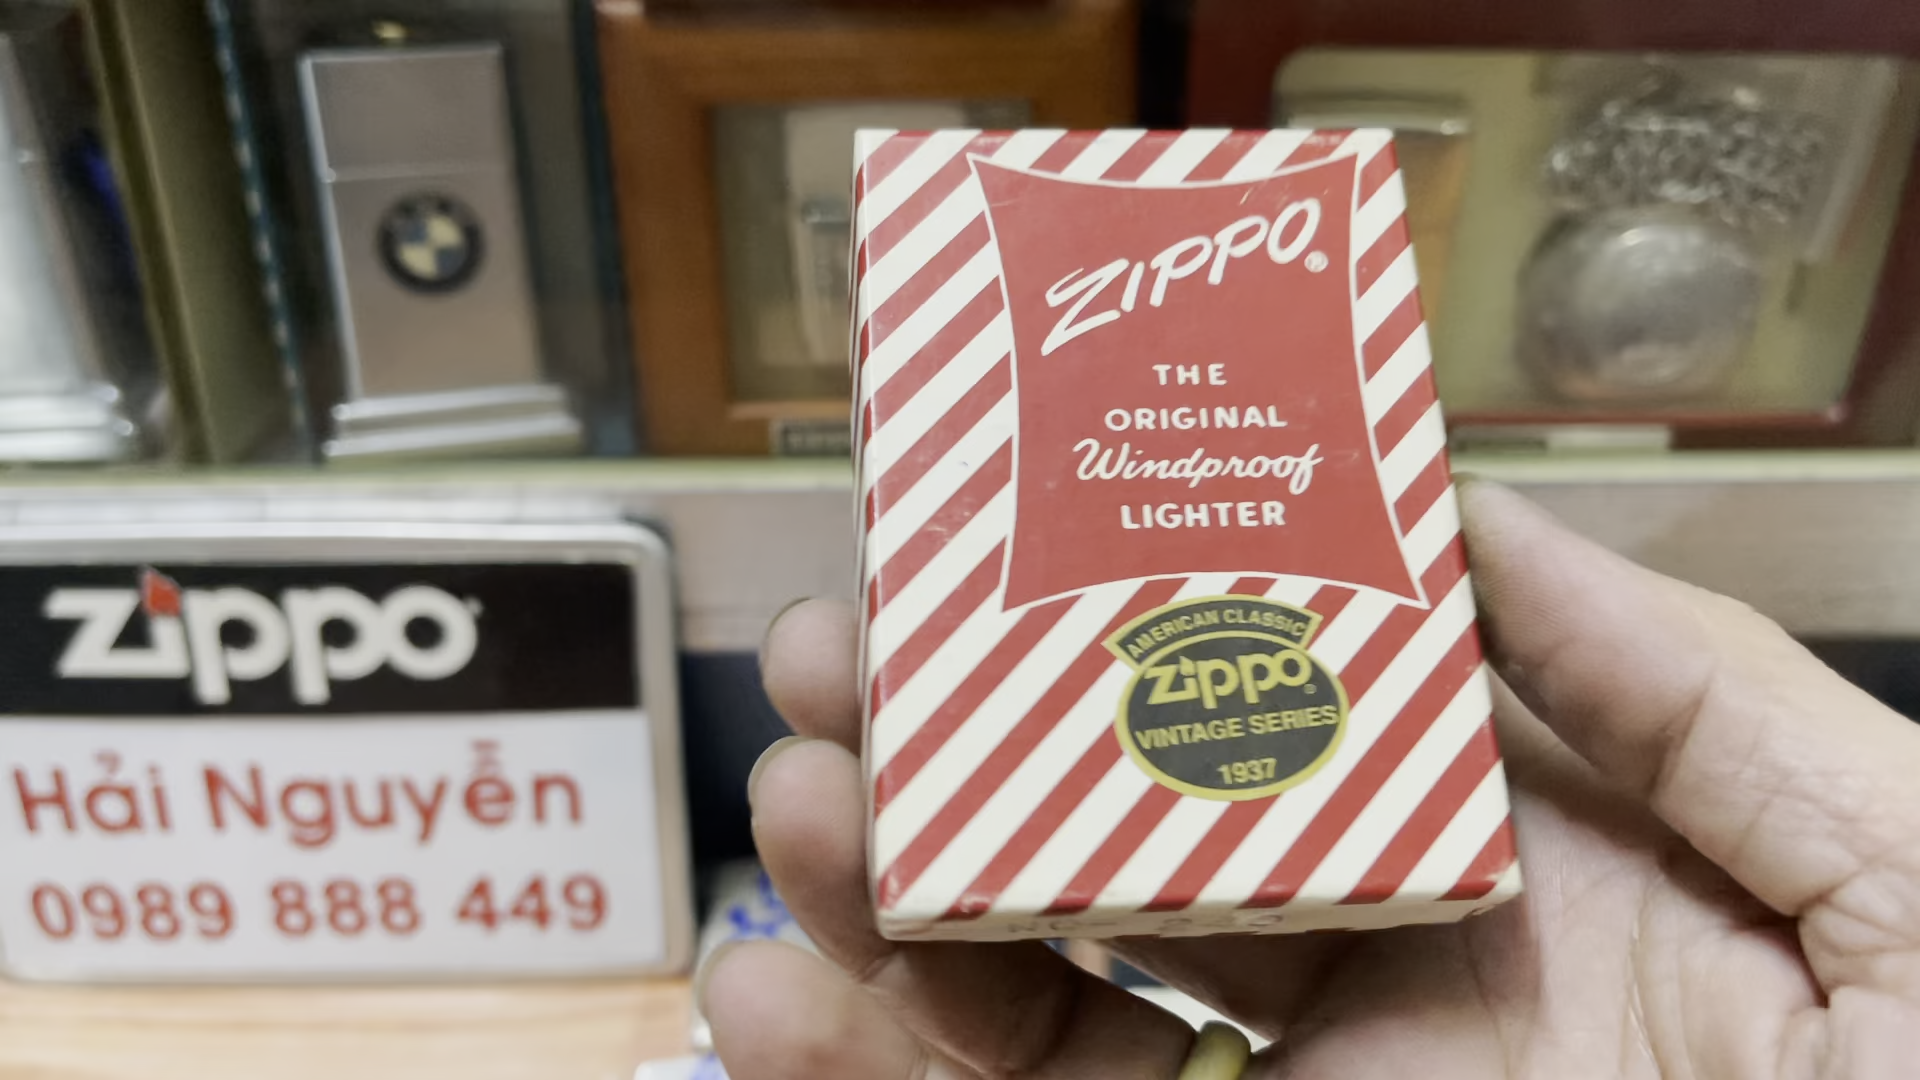 ZIPPO®
THE
ORIGINAL
Windproof
LIGHTER
AMERICAN CLASSIC
zippo
VINTAGE SERIES
1937
zippo
Hải Nguyễn
0989 888 449